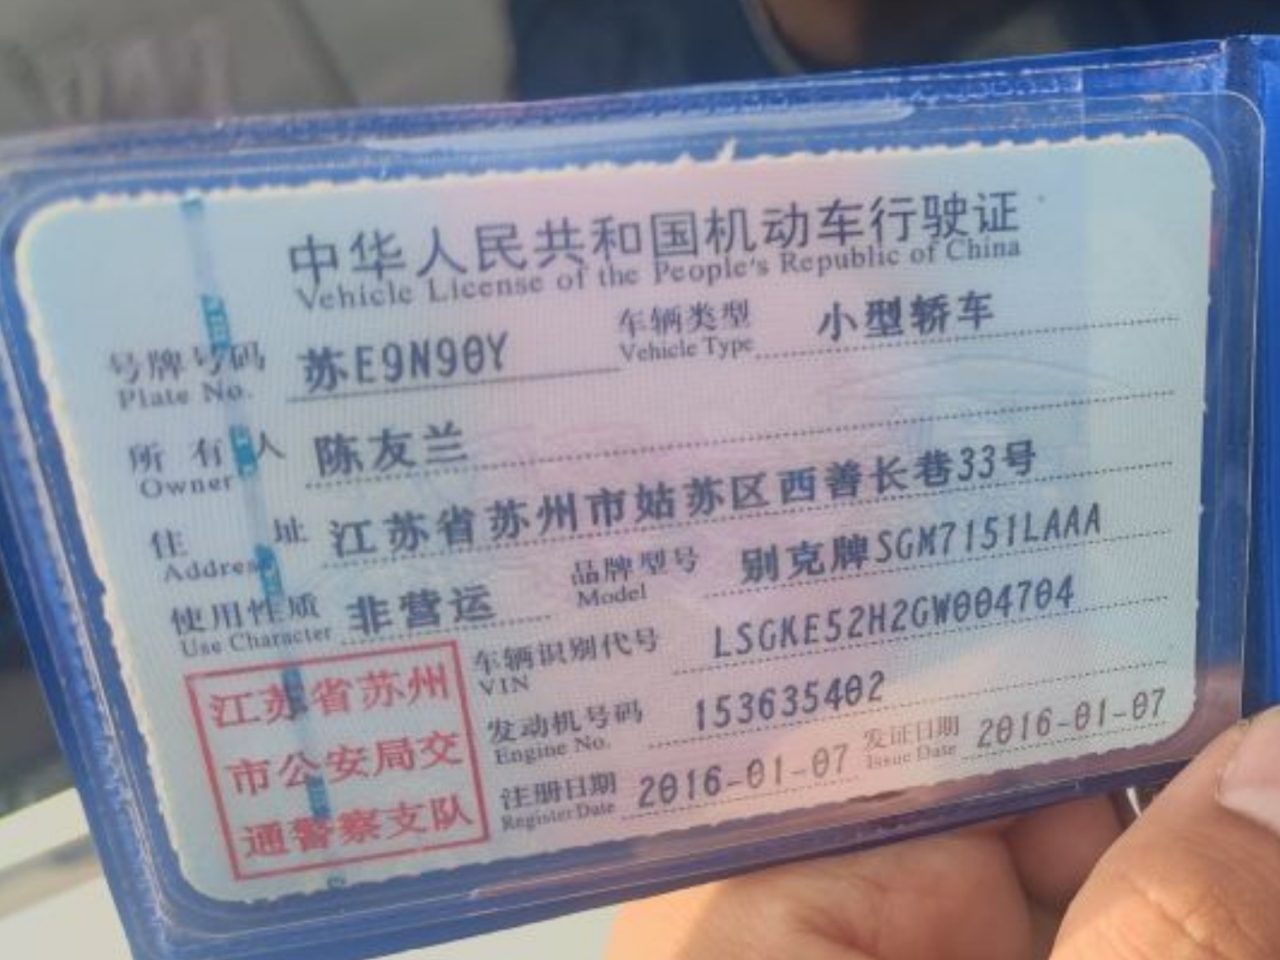 中华人民共和国机动车行驶证
Vehicle License of the People's Republic of China
号牌号码 苏E9N90Y 车辆类型 小型轿车
Plate No. Vehicle Type
所有人 陈友兰
Owner
住址 江苏省苏州市姑苏区西善长巷33号
Address
使用性质 非营运 品牌型号 别克牌SGM7151LAAA
Use Character Model
车辆识别代号 LSGKE52H2GW004704
VIN
发动机号码 153635402
Engine No.
注册日期 2016-01-07 发证日期 2016-01-07
Register Date Issue Date
江苏省苏州
市公安局交
通警察支队